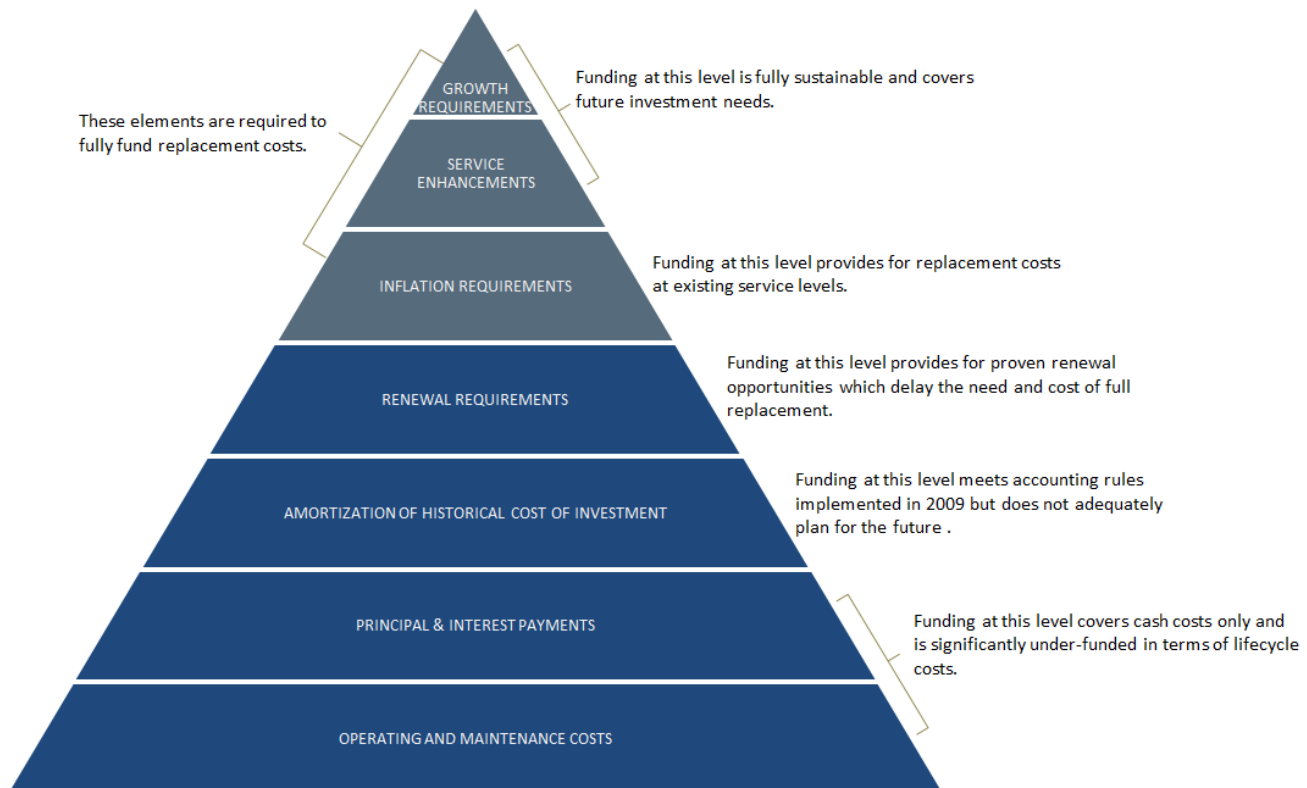 GROWTH
REQUIREMENTS
Funding at this level is fully sustainable and covers
future investment needs.
These elements are required to
fully fund replacement costs.
SERVICE
ENHANCEMENTS
INFLATION REQUIREMENTS
Funding at this level provides for replacement costs
at existing service levels.
RENEWAL REQUIREMENTS
Funding at this level provides for proven renewal
opportunities which delay the need and cost of full
replacement.
AMORTIZATION OF HISTORICAL COST OF INVESTMENT
Funding at this level meets accounting rules
implemented in 2009 but does not adequately
plan for the future .
PRINCIPAL & INTEREST PAYMENTS
Funding at this level covers cash costs only and
is significantly under-funded in terms of lifecycle
costs.
OPERATING AND MAINTENANCE COSTS